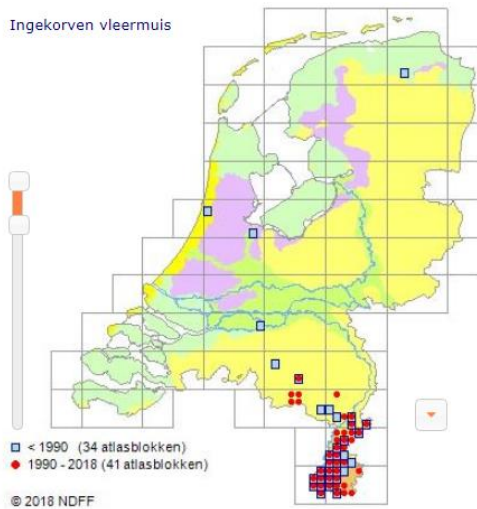 Ingekorven vleermuis
< 1990 (34 atlasblokken)
1990 - 2018 (41 atlasblokken)
© 2018 NDFF